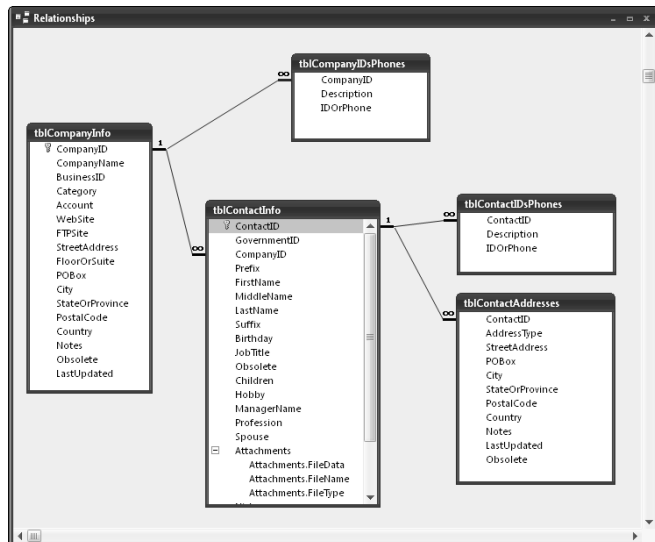 Relationships
tblCompanyIDsPhones
CompanyID
Description
IDOrPhone
tblCompanyInfo
CompanyID
CompanyName
BusinessID
Category
Account
WebSite
FTPSite
StreetAddress
FloorOrSuite
POBox
City
StateOrProvince
PostalCode
Country
Notes
Obsolete
LastUpdated
1
∞
∞
tblContactInfo
ContactID
GovernmentID
CompanyID
Prefix
FirstName
MiddleName
LastName
Suffix
Birthday
JobTitle
Obsolete
Children
Hobby
ManagerName
Profession
Spouse
Attachments
Attachments.FileData
Attachments.FileName
Attachments.FileType
1
∞
∞
tblContactIDsPhones
ContactID
Description
IDOrPhone
tblContactAddresses
ContactID
AddressType
StreetAddress
POBox
City
StateOrProvince
PostalCode
Country
Notes
LastUpdated
Obsolete